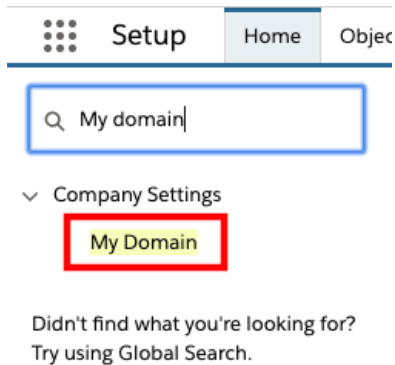 Setup Home Objec
My domain
Company Settings
My Domain
Didn't find what you're looking for?
Try using Global Search.